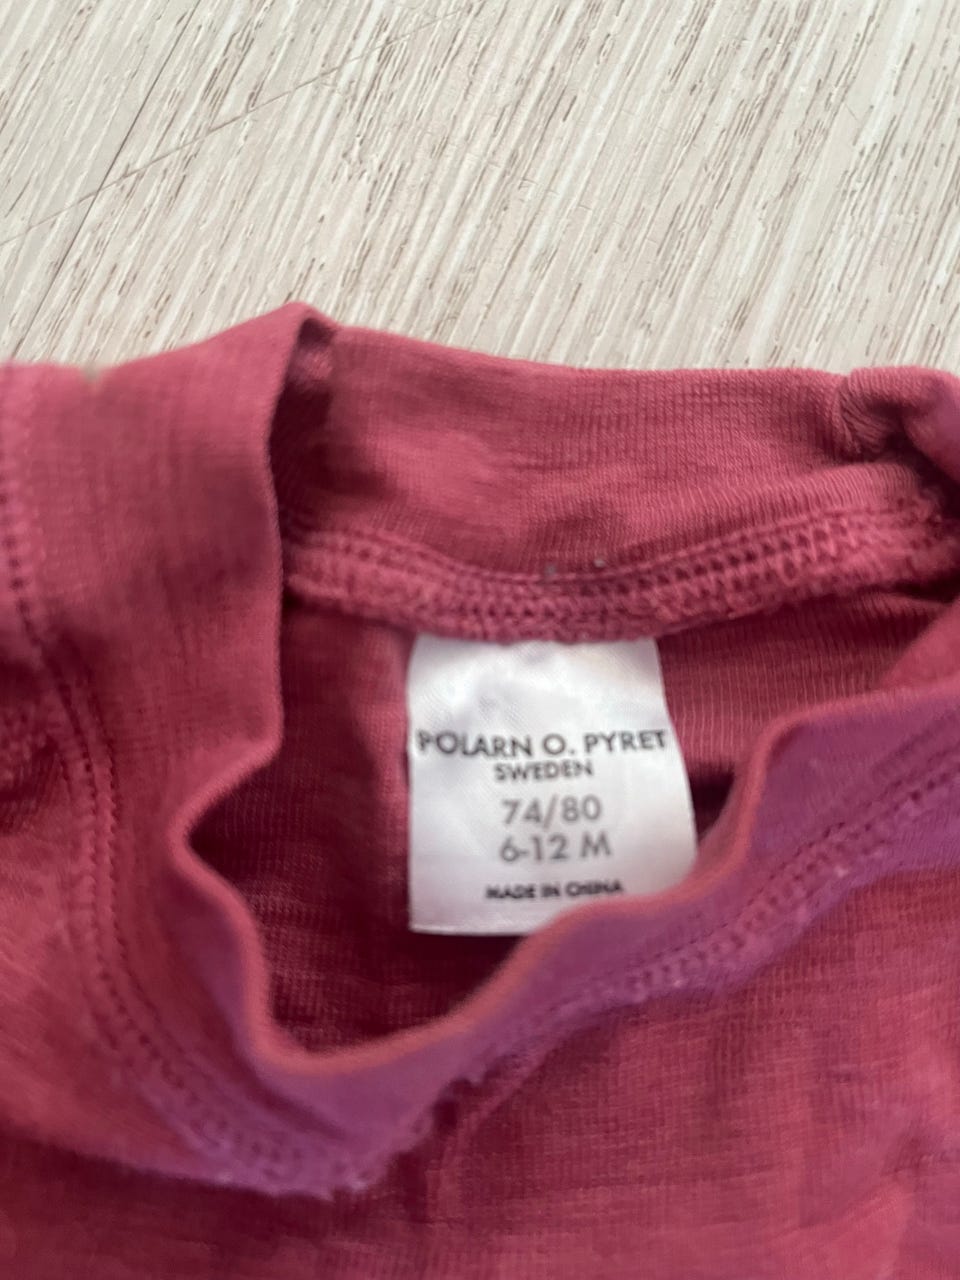 POLARN O. PYRET
SWEDEN
74/80
6-12 M
MADE IN CHINA